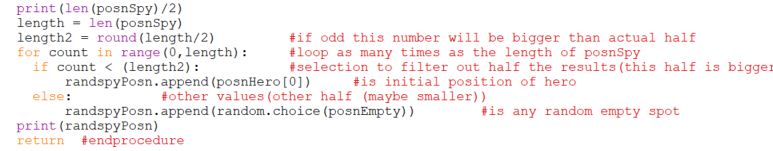 print(len(posnSpy)/2)
length = len(posnSpy)
length2 = round(length/2)          #if odd this number will be bigger than actual half
for count in range(0,length):     #loop as many times as the length of posnSpy
  if count < (length2):           #selection to filter out half the results(this half is bigger
      randspyPosn.append(posnHero[0])     #is initial position of hero
  else:           #other values(other half (maybe smaller))
      randspyPosn.append(random.choice(posnEmpty))        #is any random empty spot
print(randspyPosn)
return  #endprocedure